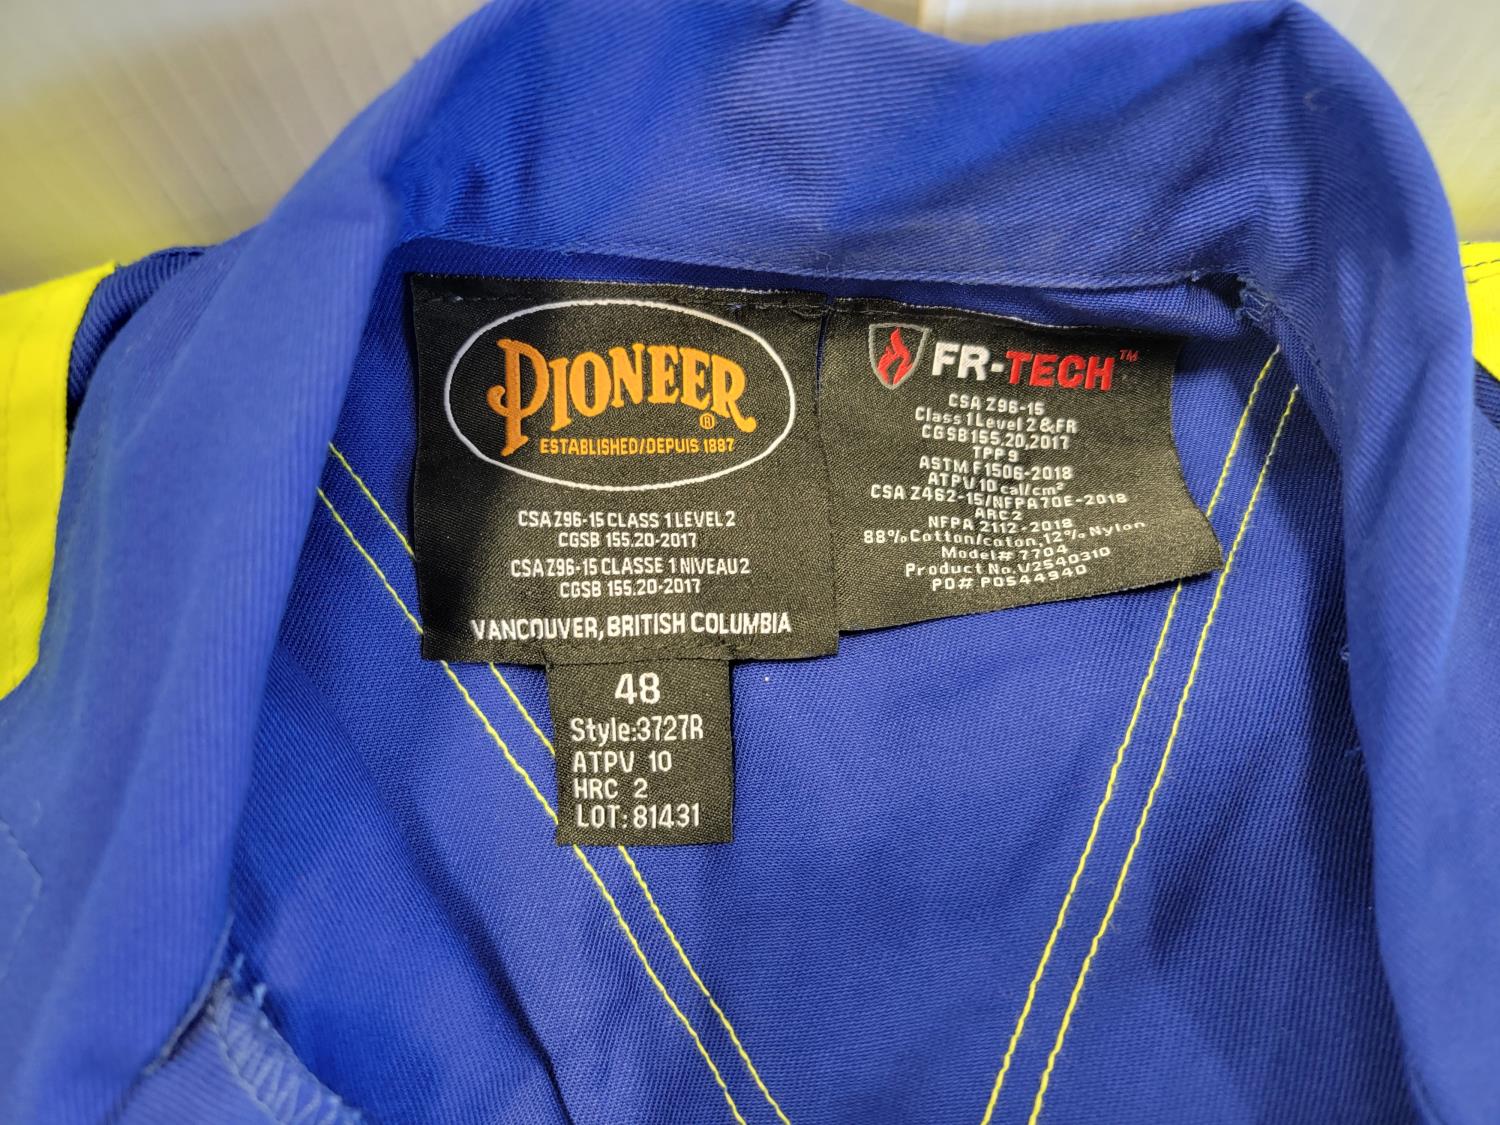 PIONEER®
ESTABLISHED/DEPUIS 1887
CSA Z96-15 CLASS 1 LEVEL 2
CGSB 155.20-2017
CSA Z96-15 CLASSE 1 NIVEAU 2
CGSB 155.20-2017
VANCOUVER, BRITISH COLUMBIA
48
Style:3727R
ATPV 10
HRC 2
LOT: 81431
FR-TECH™
CSA Z96-15
Class 1 Level 2 & FR
CGSB 155.20,2017
TPP 9
ASTM F1506-2018
ATPV 10 cal/cm²
CSA Z462-15/NFPA 70E-2018
ARC 2
NFPA 2112-2018
88% Cotton/coton, 12% Nylon
Model# 7704
Product No. V2540310
PO# PO544940